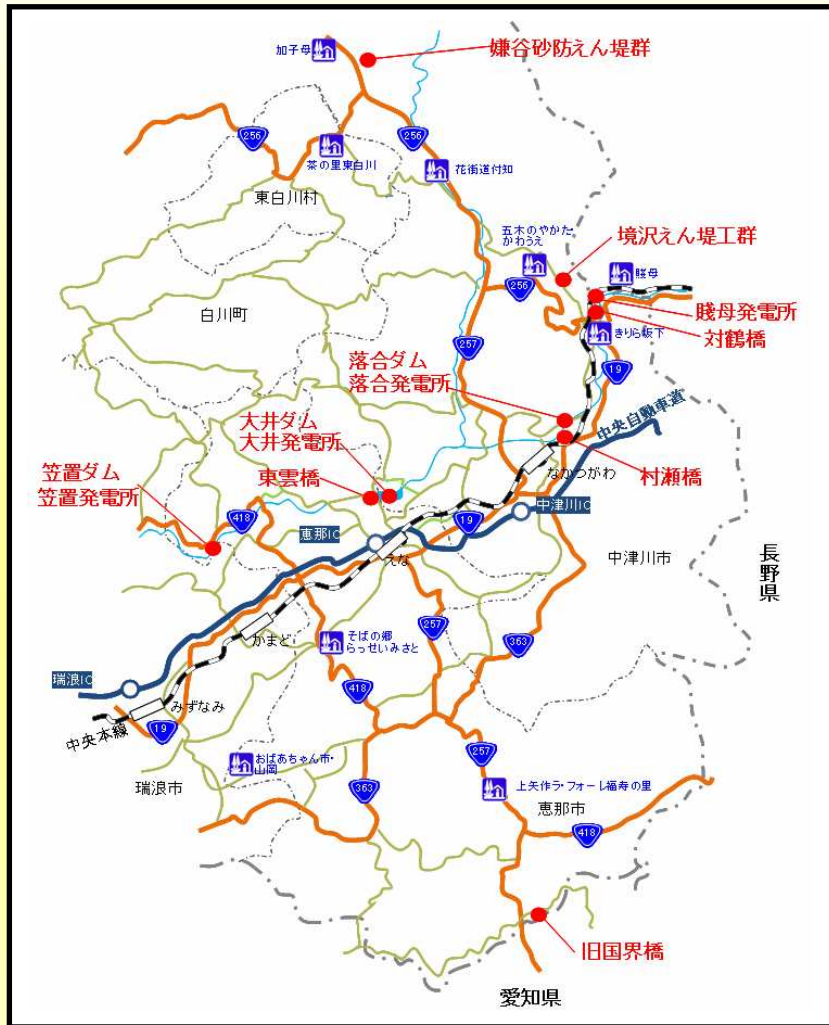 加子母
嫌谷砂防えん堤群
256
256
茶の里東白川
花街道付知
東白川村
五木のやかた・
かわうえ
境沢えん堤工群
賤母
256
賤母発電所
白川町
対鶴橋
きりら坂下
257
落合ダム
落合発電所
19
中央自動車道
大井ダム
大井発電所
なかつがわ
村瀬橋
東雲橋
笠置ダム
笠置発電所
中津川IC
418
19
恵那IC
えな
中津川市
長野県
257
363
かまど
そばの郷
らっせいみさと
瑞浪IC
418
みずなみ
19
中央本線
257
おばあちゃん市・
山岡
363
上矢作ラ・フォーレ福寿の里
瑞浪市
恵那市
418
旧国界橋
愛知県